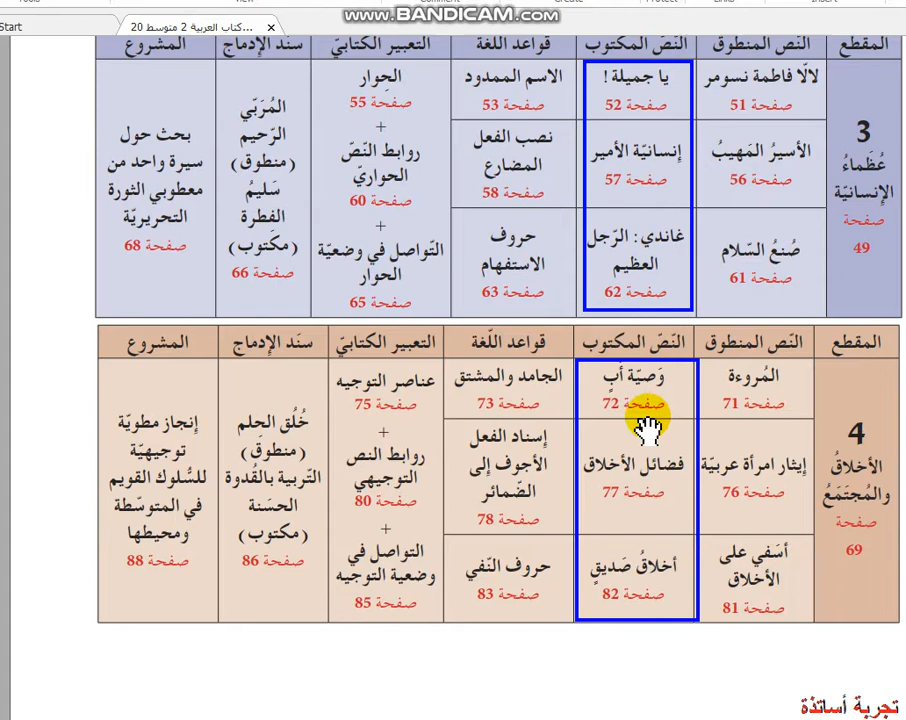 www.BANDICAM.com
Start
كتاب العربية 2 متوسط 20...
المقطع
النّص المنطوق
النّصّ المكتوب
قواعد اللّغة
التعبير الكتابيّ
سنَد الإدماج
المشروع
3
عُظَماءُ
الإنسانيّة
صفحة
49
لالّا فاطمة نسومر
صفحة 51
الأسيرُ المَهيبُ
صفحة 56
صُنعُ السّلام
صفحة 61
يا جميلة !
صفحة 52
إنسانيّة الأمير
صفحة 57
غاندي: الرّجل
العظيم
صفحة 62
الاسم الممدود
صفحة 53
نصب الفعل
المضارع
صفحة 58
حروف
الاستفهام
صفحة 63
الحِوار
صفحة 55
+
روابط النّصّ
الحواريّ
صفحة 60
+
التّواصل في وضعيّة
الحوار
صفحة 65
المُرَبّي
الرّحيم
(منطوق)
سَليمُ
الفطرة
(مكتوب)
صفحة 66
بحث حول
سيرة واحد من
معطوبي الثورة
التحريريّة
صفحة 68
المقطع
النّص المنطوق
النّصّ المكتوب
قواعد اللّغة
التعبير الكتابيّ
سنَد الإدماج
المشروع
4
الأخلاقُ
والمُجتَمَعُ
صفحة
69
المُروءة
صفحة 71
إيثار امرأة عربيّة
صفحة 76
أسَفي على
الأخلاق
صفحة 81
وَصيّة أبٍ
صفحة 72
فضائل الأخلاق
صفحة 77
أخلاقُ صَديقٍ
صفحة 82
الجامد والمشتق
صفحة 73
إسناد الفعل
الأجوف إلى
الضّمائر
صفحة 78
حروف النّفي
صفحة 83
عناصر التوجيه
صفحة 75
+
روابط النص
التوجيهي
صفحة 80
+
التواصل في
وضعية التوجيه
صفحة 85
خُلُق الحِلم
(منطوق)
التّربية بالقُدوة
الحسَنة
(مكتوب)
صفحة 86
إنجاز مطويّة
توجيهيّة
للسُّلوك القويم
في المتوسّطة
ومحيطها
صفحة 88
تجربة أساتذة